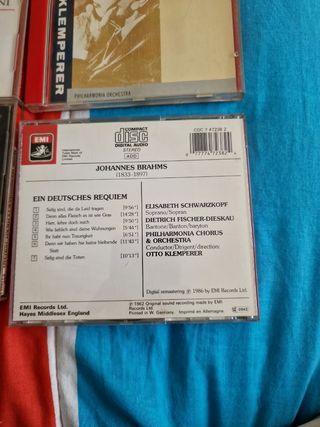 KLEMPERER
PHILHARMONIA ORCHESTRA
EMI
COMPACT
disc
DIGITAL AUDIO
STEREO
ADD
CDC 7 47238 2
JOHANNES BRAHMS
(1833-1897)
EIN DEUTSCHES REQUIEM
1 Selig sind, die da Leid tragen [9'56"]
2 Denn alles Fleisch es ist wie Gras [14'28"]
3 Herr, lehre doch mich [9'50"]
4 Wie lieblich sind deine Wohnungen
5 Ihr habt nun Traurigkeit [6'51"]
6 Denn wir haben hie keine bleibende Statt [11'43"]
7 Selig sind die Toten [10'13"]
ELISABETH SCHWARZKOPF
Soprano/Sopran
DIETRICH FISCHER-DIESKAU
Baritone/Bariton/baryton
PHILHARMONIA CHORUS
& ORCHESTRA
Conductor/Dirigent/direction:
OTTO KLEMPERER
Digital remastering ℗ 1986 by EMI Records Ltd.
EMI Records Ltd.
Hayes Middlesex England
℗ 1962 Original sound recording made by EMI
Records Ltd.
Printed in W. Germany. Imprimé en Allemagne.